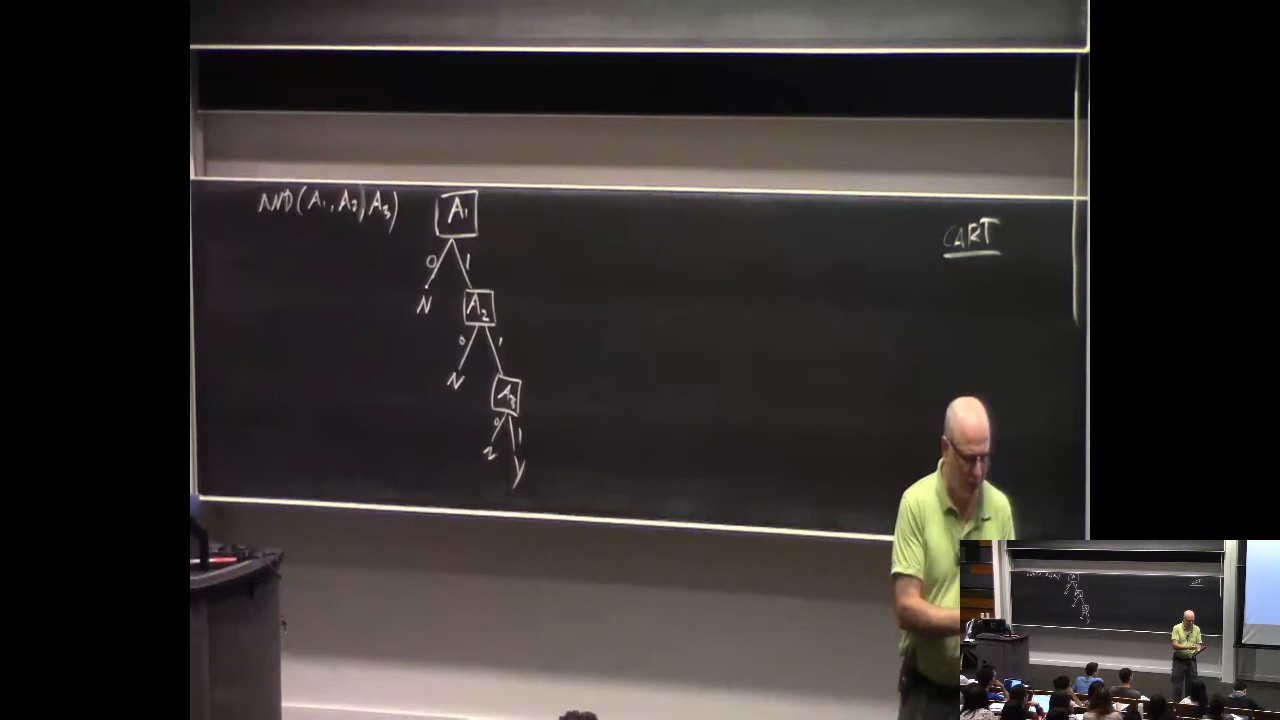 AND(A₁, A₂, A₃)
A₁
0 1
N
A₂
0 1
N
A₃
0 1
N Y
CART